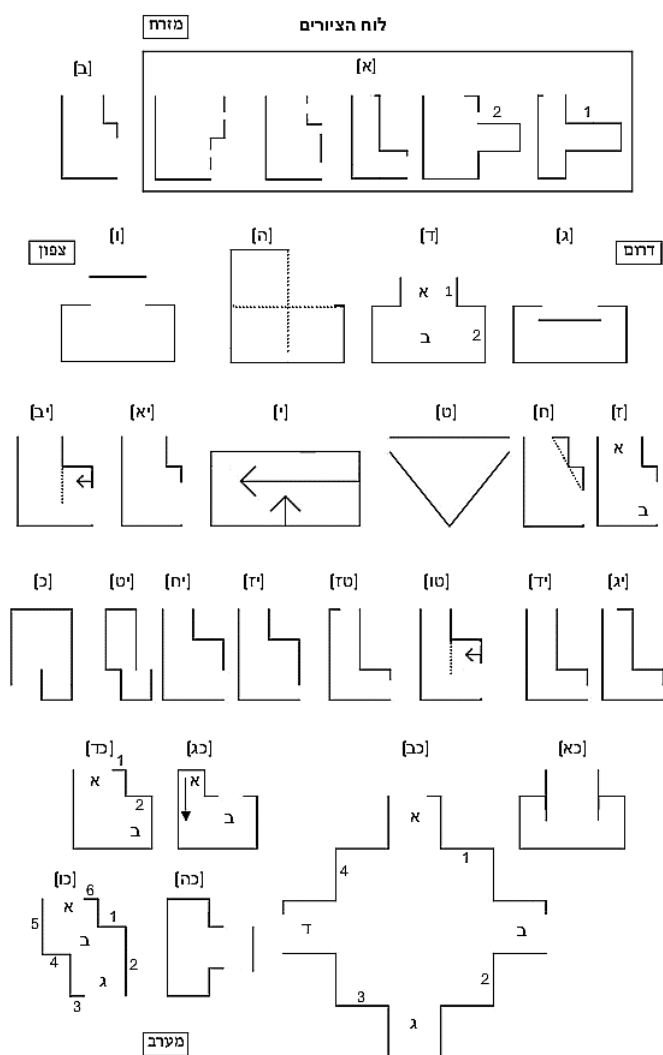 לוח הציורים
מזרח
[א] [ב]
1 2
[ג] [ד] [ה] [ו]
דרום צפון
א 1
ב 2
[ז] [ח] [ט] [י] [יא] [יב]
א
ב
[יג] [יד] [טו] [טז] [יז] [יח] [יט] [כ]
[כא] [כב] [כג] [כד]
א א א 1
ב 2 ב
4 1
ד ב
3 2
ג
[כה] [כו]
6
א 1
5 ב
4 2
ג
3
מערב